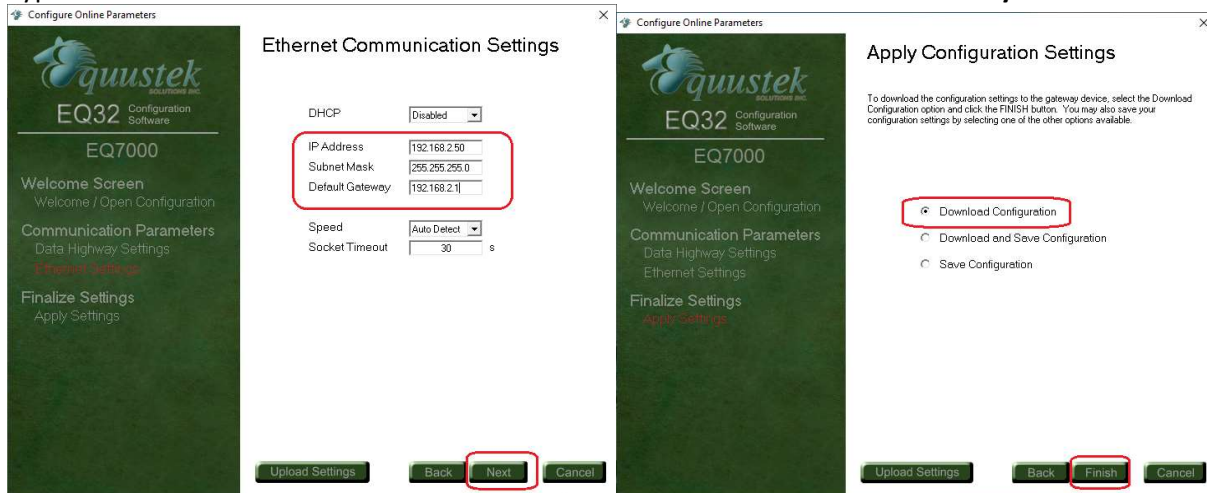 Configure Online Parameters
Equustek
SOLUTIONS INC.
EQ32 Configuration Software
EQ7000
Welcome Screen
Welcome / Open Configuration
Communication Parameters
Data Highway Settings
Ethernet Settings
Finalize Settings
Apply Settings
Ethernet Communication Settings
DHCP Disabled
IP Address 192.168.2.50
Subnet Mask 255.255.255.0
Default Gateway 192.168.2.1
Speed Auto Detect
Socket Timeout 30 s
Upload Settings Back Next Cancel
Configure Online Parameters
Equustek
SOLUTIONS INC.
EQ32 Configuration Software
EQ7000
Welcome Screen
Welcome / Open Configuration
Communication Parameters
Data Highway Settings
Ethernet Settings
Finalize Settings
Apply Settings
Apply Configuration Settings
To download the configuration settings to the gateway device, select the Download
Configuration option and click the FINISH button. You may also save your
configuration settings by selecting one of the other options available.
Download Configuration
Download and Save Configuration
Save Configuration
Upload Settings Back Finish Cancel